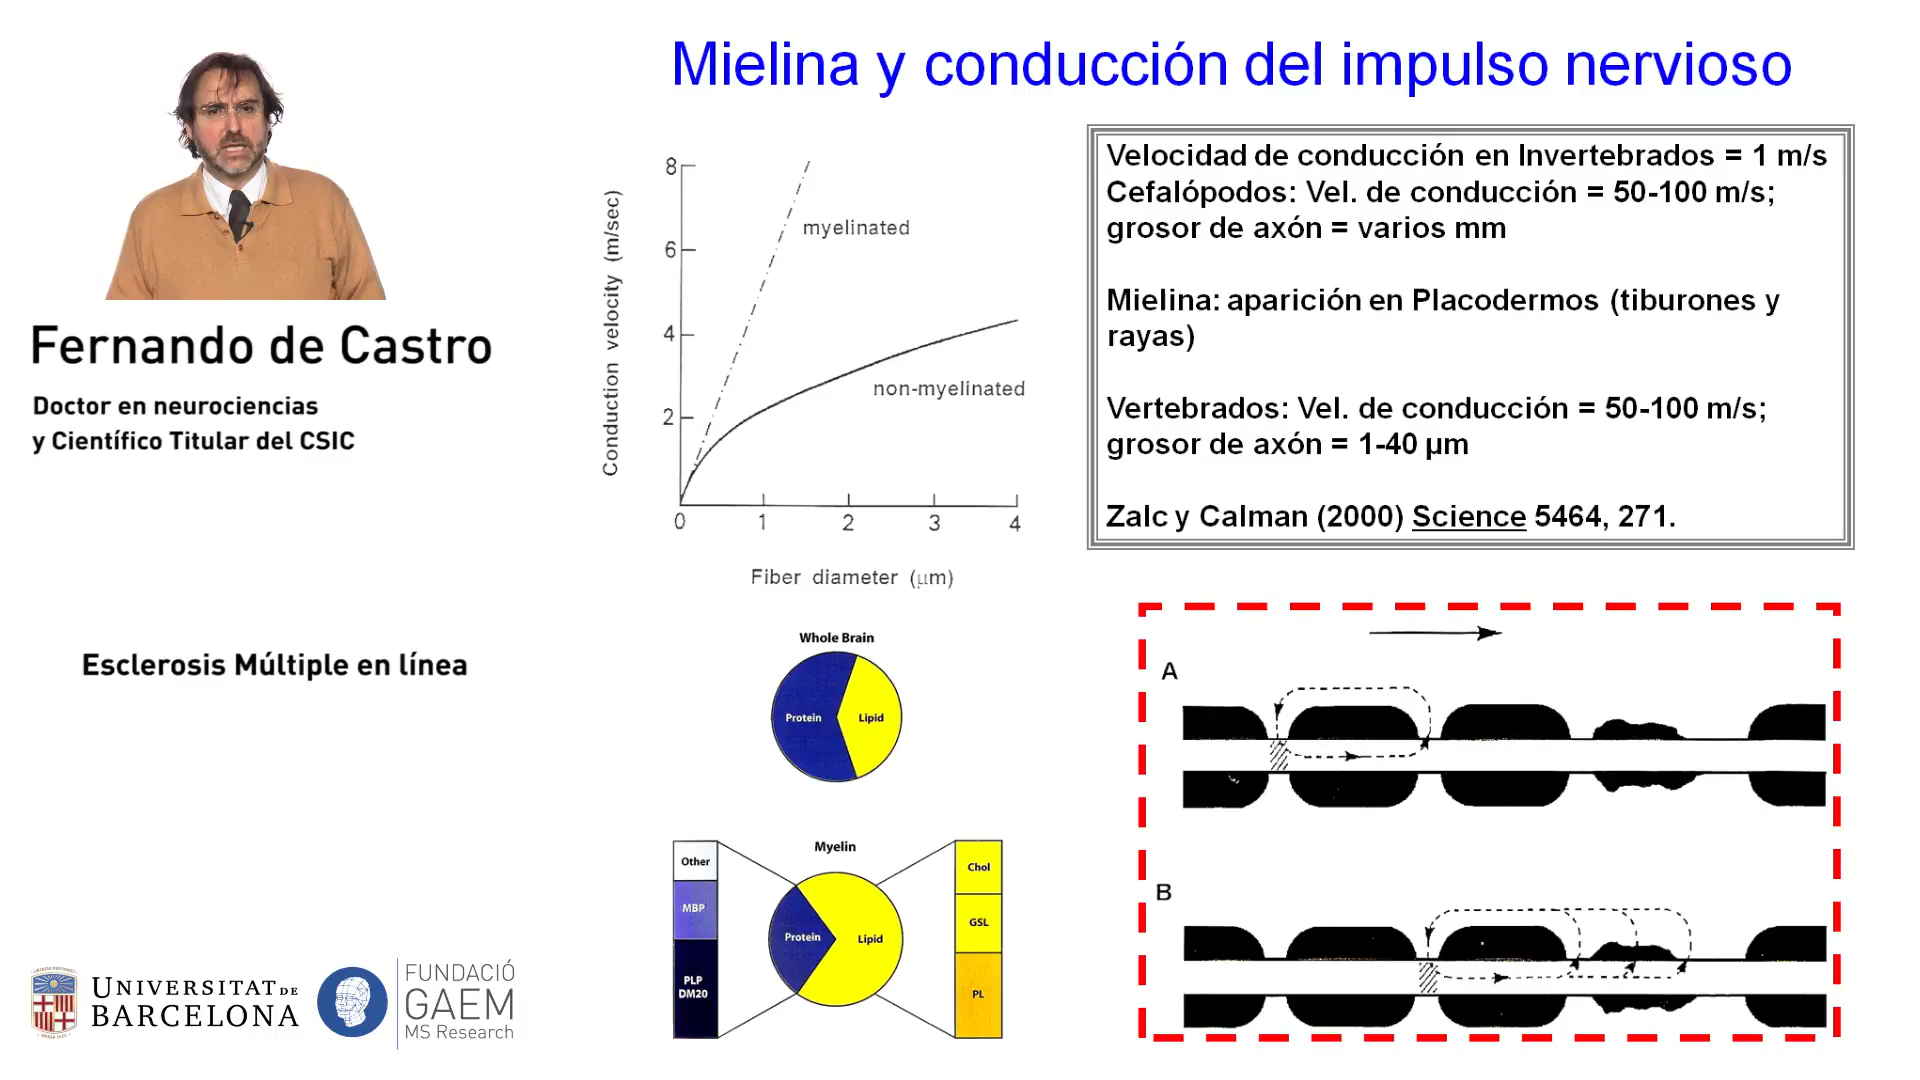 Mielina y conducción del impulso nervioso
Fernando de Castro
Doctor en neurociencias
y Científico Titular del CSIC
Esclerosis Múltiple en línea
UNIVERSITAT DE
BARCELONA
FUNDACIÓ
GAEM
MS Research
Conduction velocity (m/sec)
8
6
4
2
0
1
2
3
4
myelinated
non-myelinated
Fiber diameter (µm)
Velocidad de conducción en Invertebrados = 1 m/s
Cefalópodos: Vel. de conducción = 50-100 m/s;
grosor de axón = varios mm
Mielina: aparición en Placodermos (tiburones y
rayas)
Vertebrados: Vel. de conducción = 50-100 m/s;
grosor de axón = 1-40 µm
Zalc y Calman (2000) Science 5464, 271.
Whole Brain
Protein
Lipid
Myelin
Other
MBP
PLP
DM20
Protein
Lipid
Chol
GSL
PL
A
B